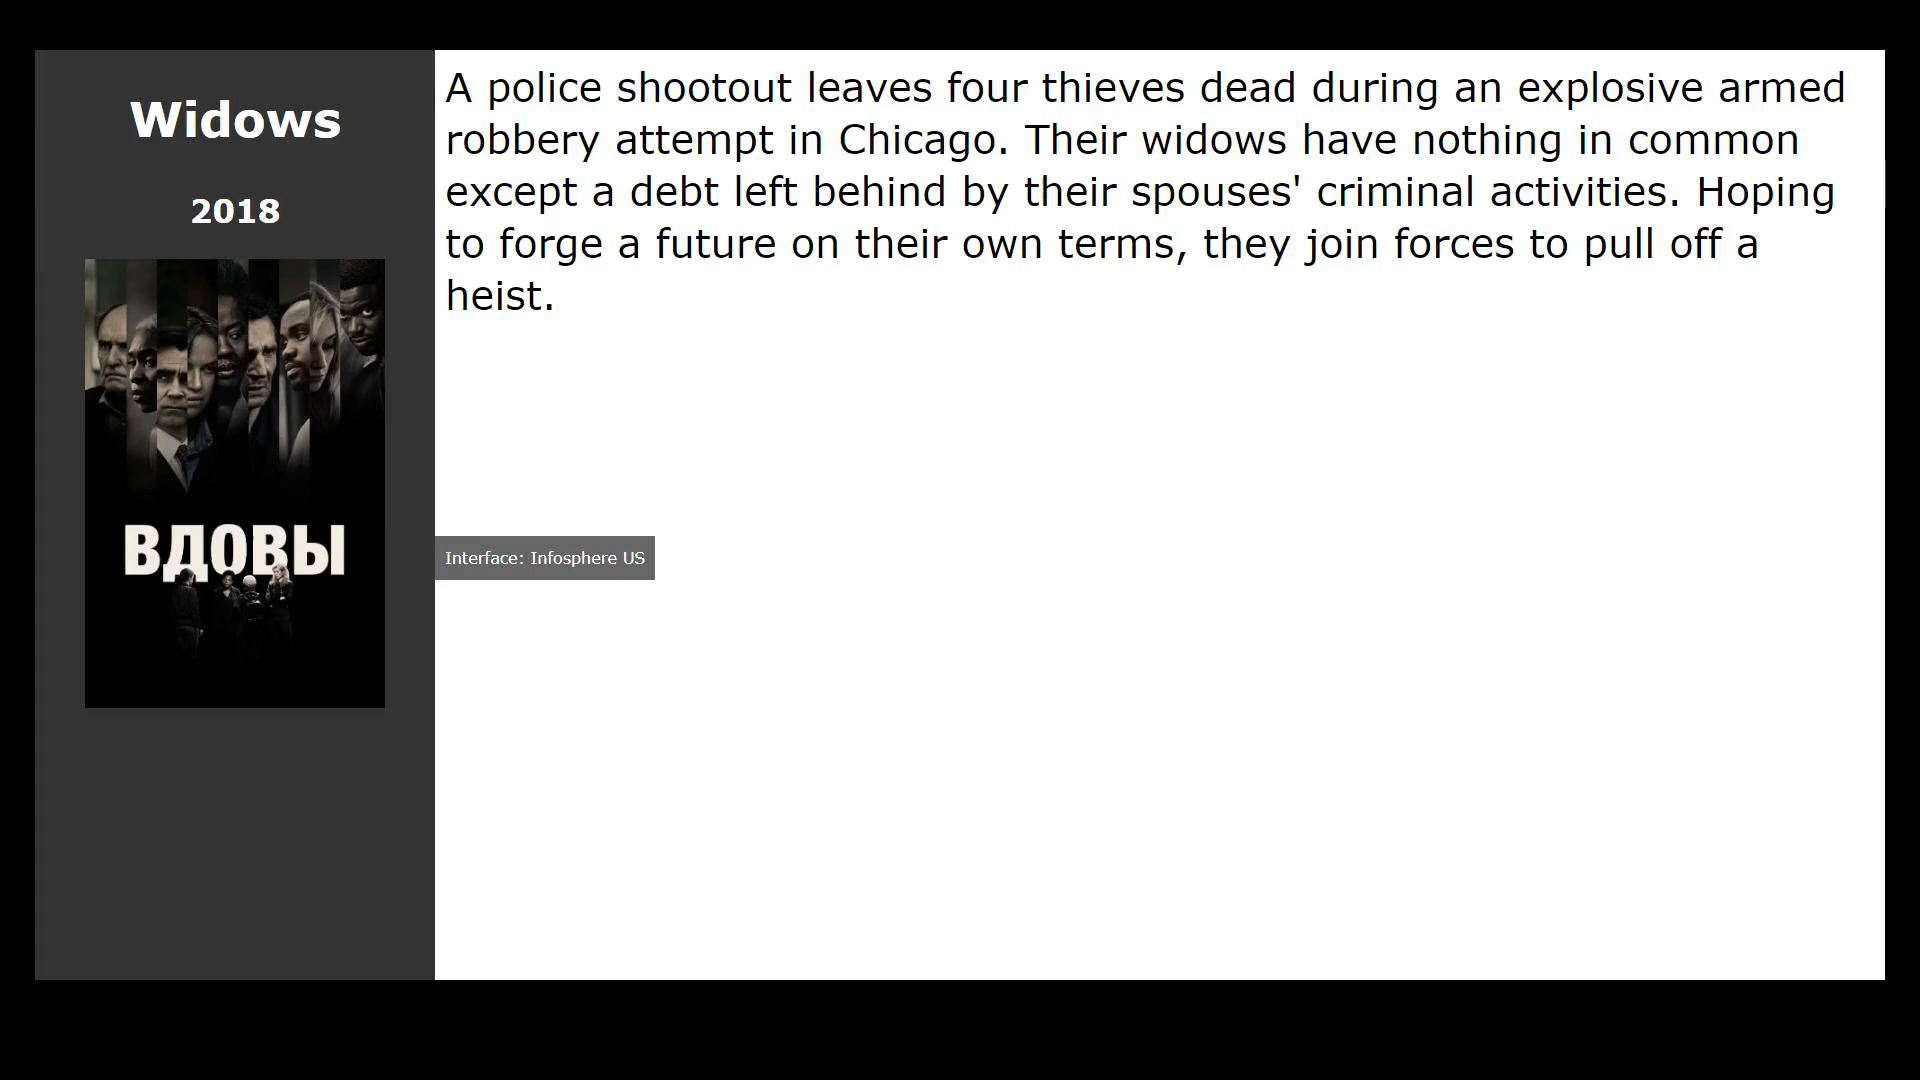 Widows
2018
ВДОВЫ
A police shootout leaves four thieves dead during an explosive armed
robbery attempt in Chicago. Their widows have nothing in common
except a debt left behind by their spouses' criminal activities. Hoping
to forge a future on their own terms, they join forces to pull off a
heist.
Interface: Infosphere US